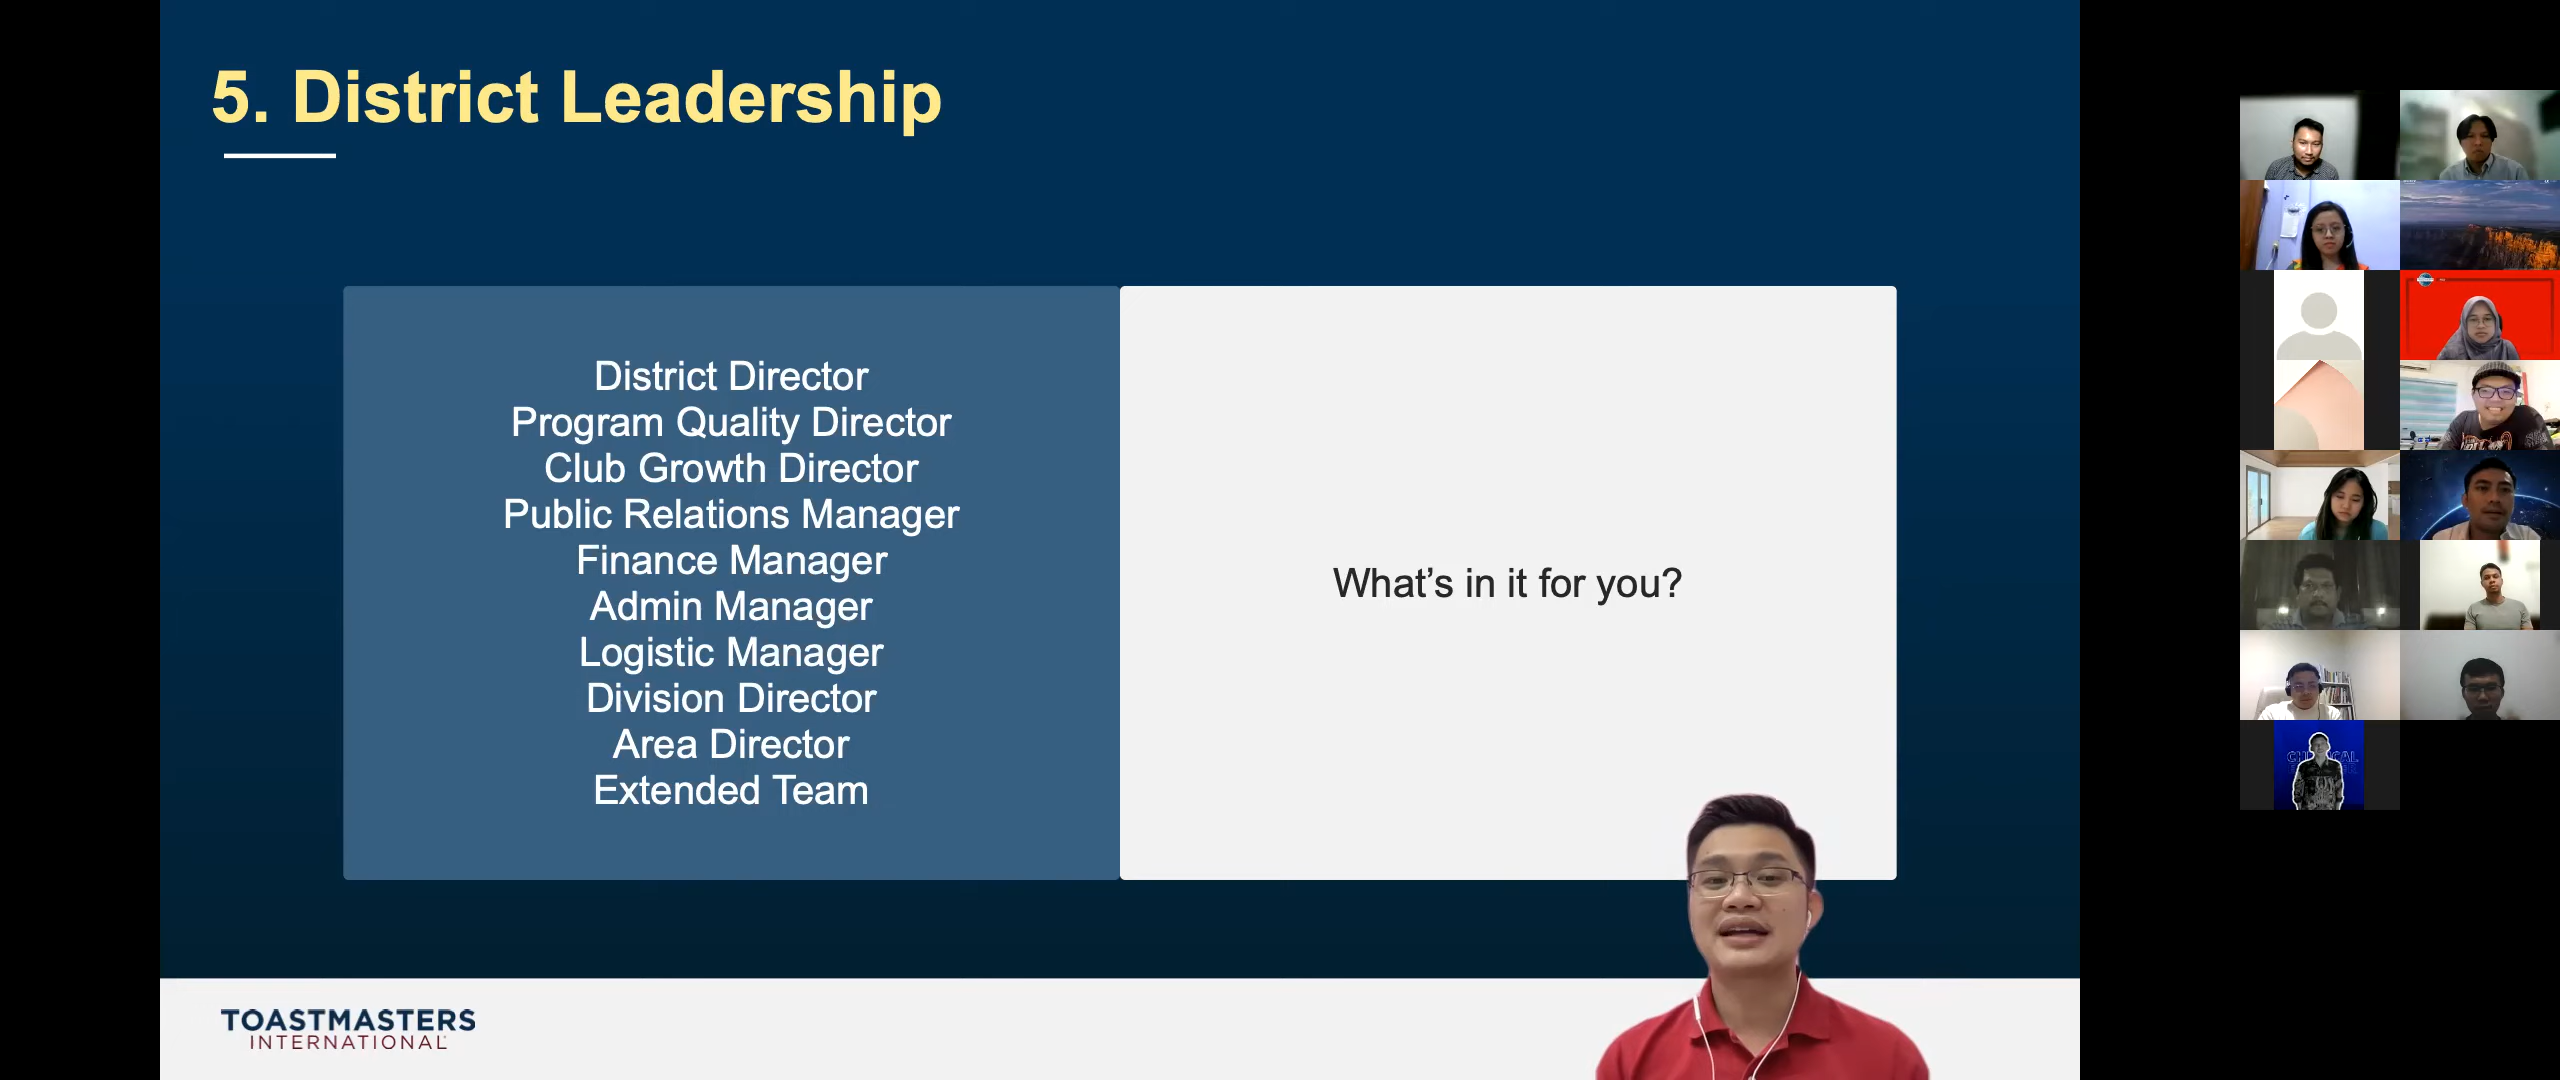 5. District Leadership
District Director
Program Quality Director
Club Growth Director
Public Relations Manager
Finance Manager
Admin Manager
Logistic Manager
Division Director
Area Director
Extended Team
What's in it for you?
TOASTMASTERS
INTERNATIONAL